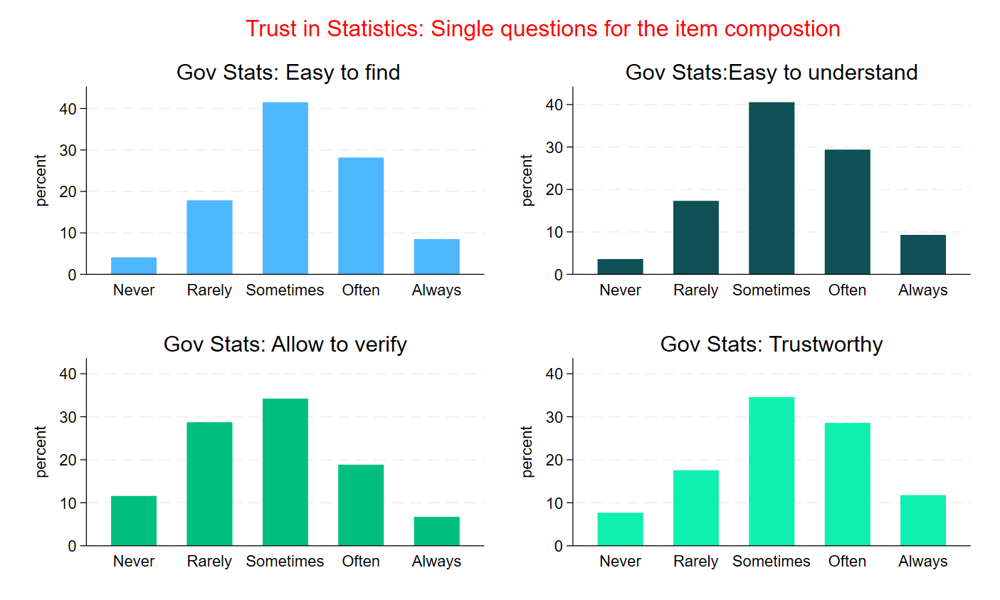 Trust in Statistics: Single questions for the item compostion
Gov Stats: Easy to find
percent
40
30
20
10
0
Never Rarely Sometimes Often Always
Gov Stats:Easy to understand
percent
40
30
20
10
0
Never Rarely Sometimes Often Always
Gov Stats: Allow to verify
percent
40
30
20
10
0
Never Rarely Sometimes Often Always
Gov Stats: Trustworthy
percent
40
30
20
10
0
Never Rarely Sometimes Often Always